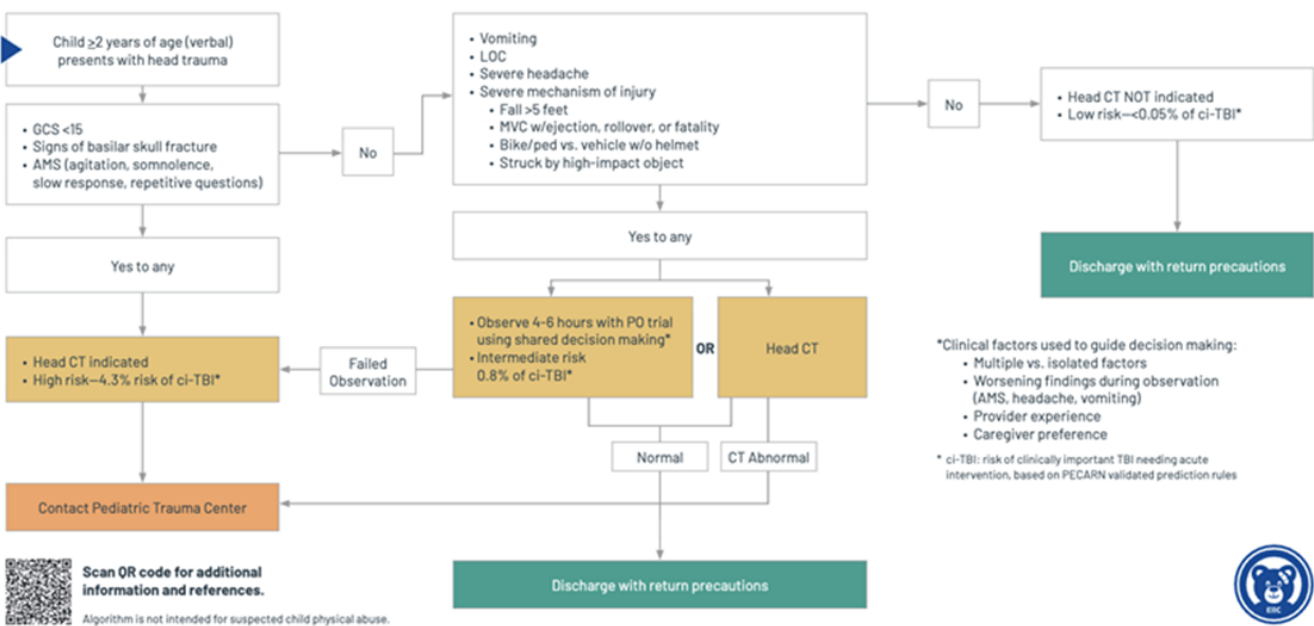 Child ≥2 years of age (verbal)
presents with head trauma
• GCS <15
• Signs of basilar skull fracture
• AMS (agitation, somnolence,
slow response, repetitive questions)
No
• Vomiting
• LOC
• Severe headache
• Severe mechanism of injury
• Fall >5 feet
• MVC w/ejection, rollover, or fatality
• Bike/ped vs. vehicle w/o helmet
• Struck by high-impact object
No
• Head CT NOT indicated
• Low risk—<0.05% of ci-TBI*
Yes to any
Yes to any
Discharge with return precautions
• Head CT indicated
• High risk—4.3% risk of ci-TBI*
Failed
Observation
• Observe 4-6 hours with PO trial
using shared decision making*
• Intermediate risk
0.8% of ci-TBI*
OR
Head CT
*Clinical factors used to guide decision making:
• Multiple vs. isolated factors
• Worsening findings during observation
(AMS, headache, vomiting)
• Provider experience
• Caregiver preference
* ci-TBI: risk of clinically important TBI needing acute
intervention, based on PECARN validated prediction rules
Normal
CT Abnormal
Contact Pediatric Trauma Center
Discharge with return precautions
Scan QR code for additional
information and references.
Algorithm is not intended for suspected child physical abuse.
EIIC